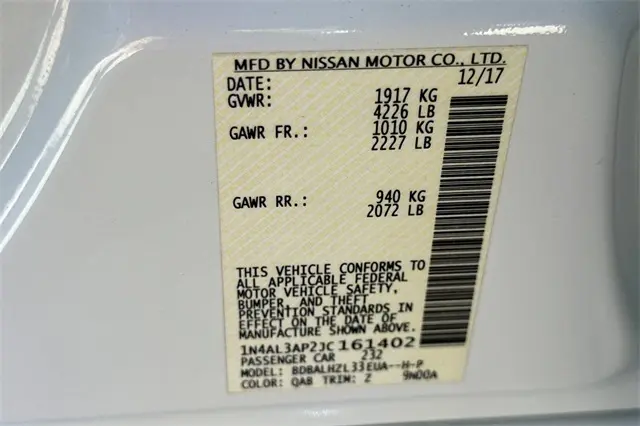 MFD BY NISSAN MOTOR CO., LTD.
DATE: 12/17
GVWR: 1917 KG
4226 LB
GAWR FR.: 1010 KG
2227 LB
GAWR RR.: 940 KG
2072 LB
THIS VEHICLE CONFORMS TO
ALL APPLICABLE FEDERAL
MOTOR VEHICLE SAFETY,
BUMPER, AND THEFT
PREVENTION STANDARDS IN
EFFECT ON THE DATE OF
MANUFACTURE SHOWN ABOVE.
1N4AL3AP2JC161402
PASSENGER CAR 232
MODEL: BDBALHZL33EUA--H-P
COLOR: QAB TRIM: Z 9N00A